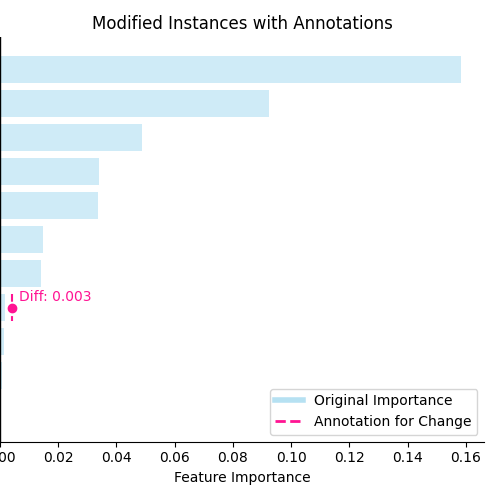 Modified Instances with Annotations
Diff: 0.003
Original Importance
Annotation for Change
00 0.02 0.04 0.06 0.08 0.10 0.12 0.14 0.16
Feature Importance